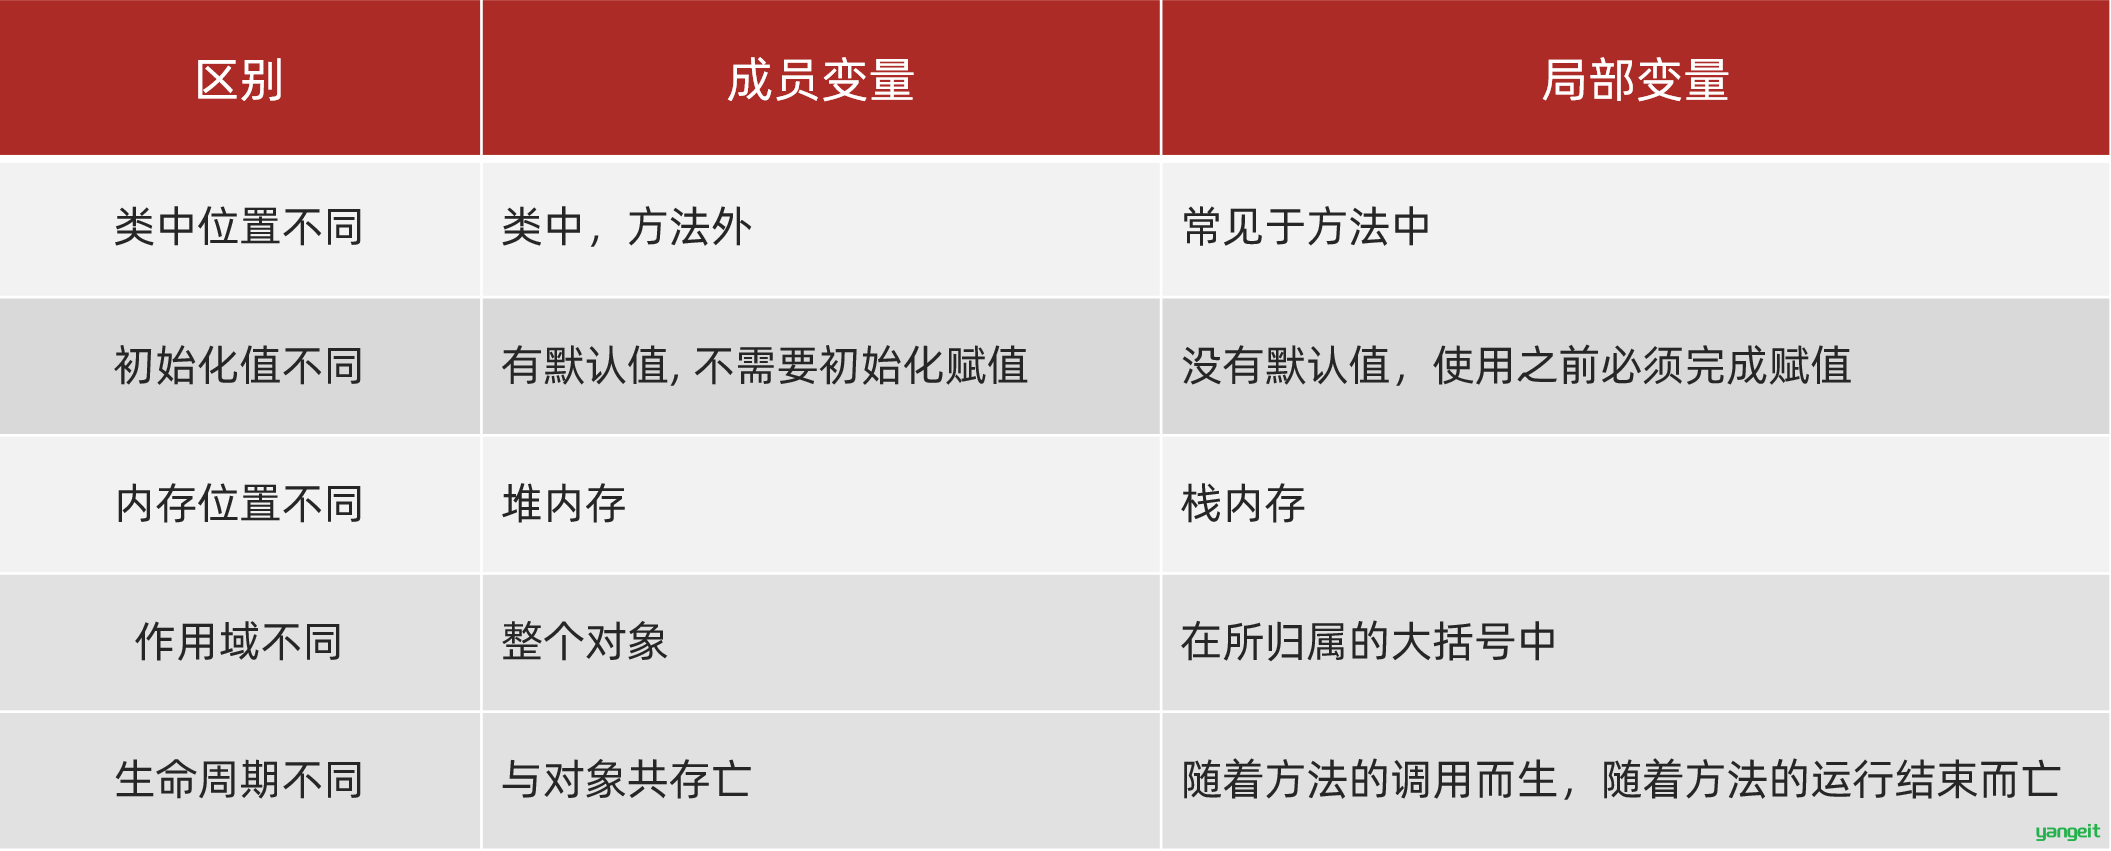 区别 成员变量 局部变量
类中位置不同 类中，方法外 常见于方法中
初始化值不同 有默认值, 不需要初始化赋值 没有默认值，使用之前必须完成赋值
内存位置不同 堆内存 栈内存
作用域不同 整个对象 在所归属的大括号中
生命周期不同 与对象共存亡 随着方法的调用而生，随着方法的运行结束而亡
yangeit